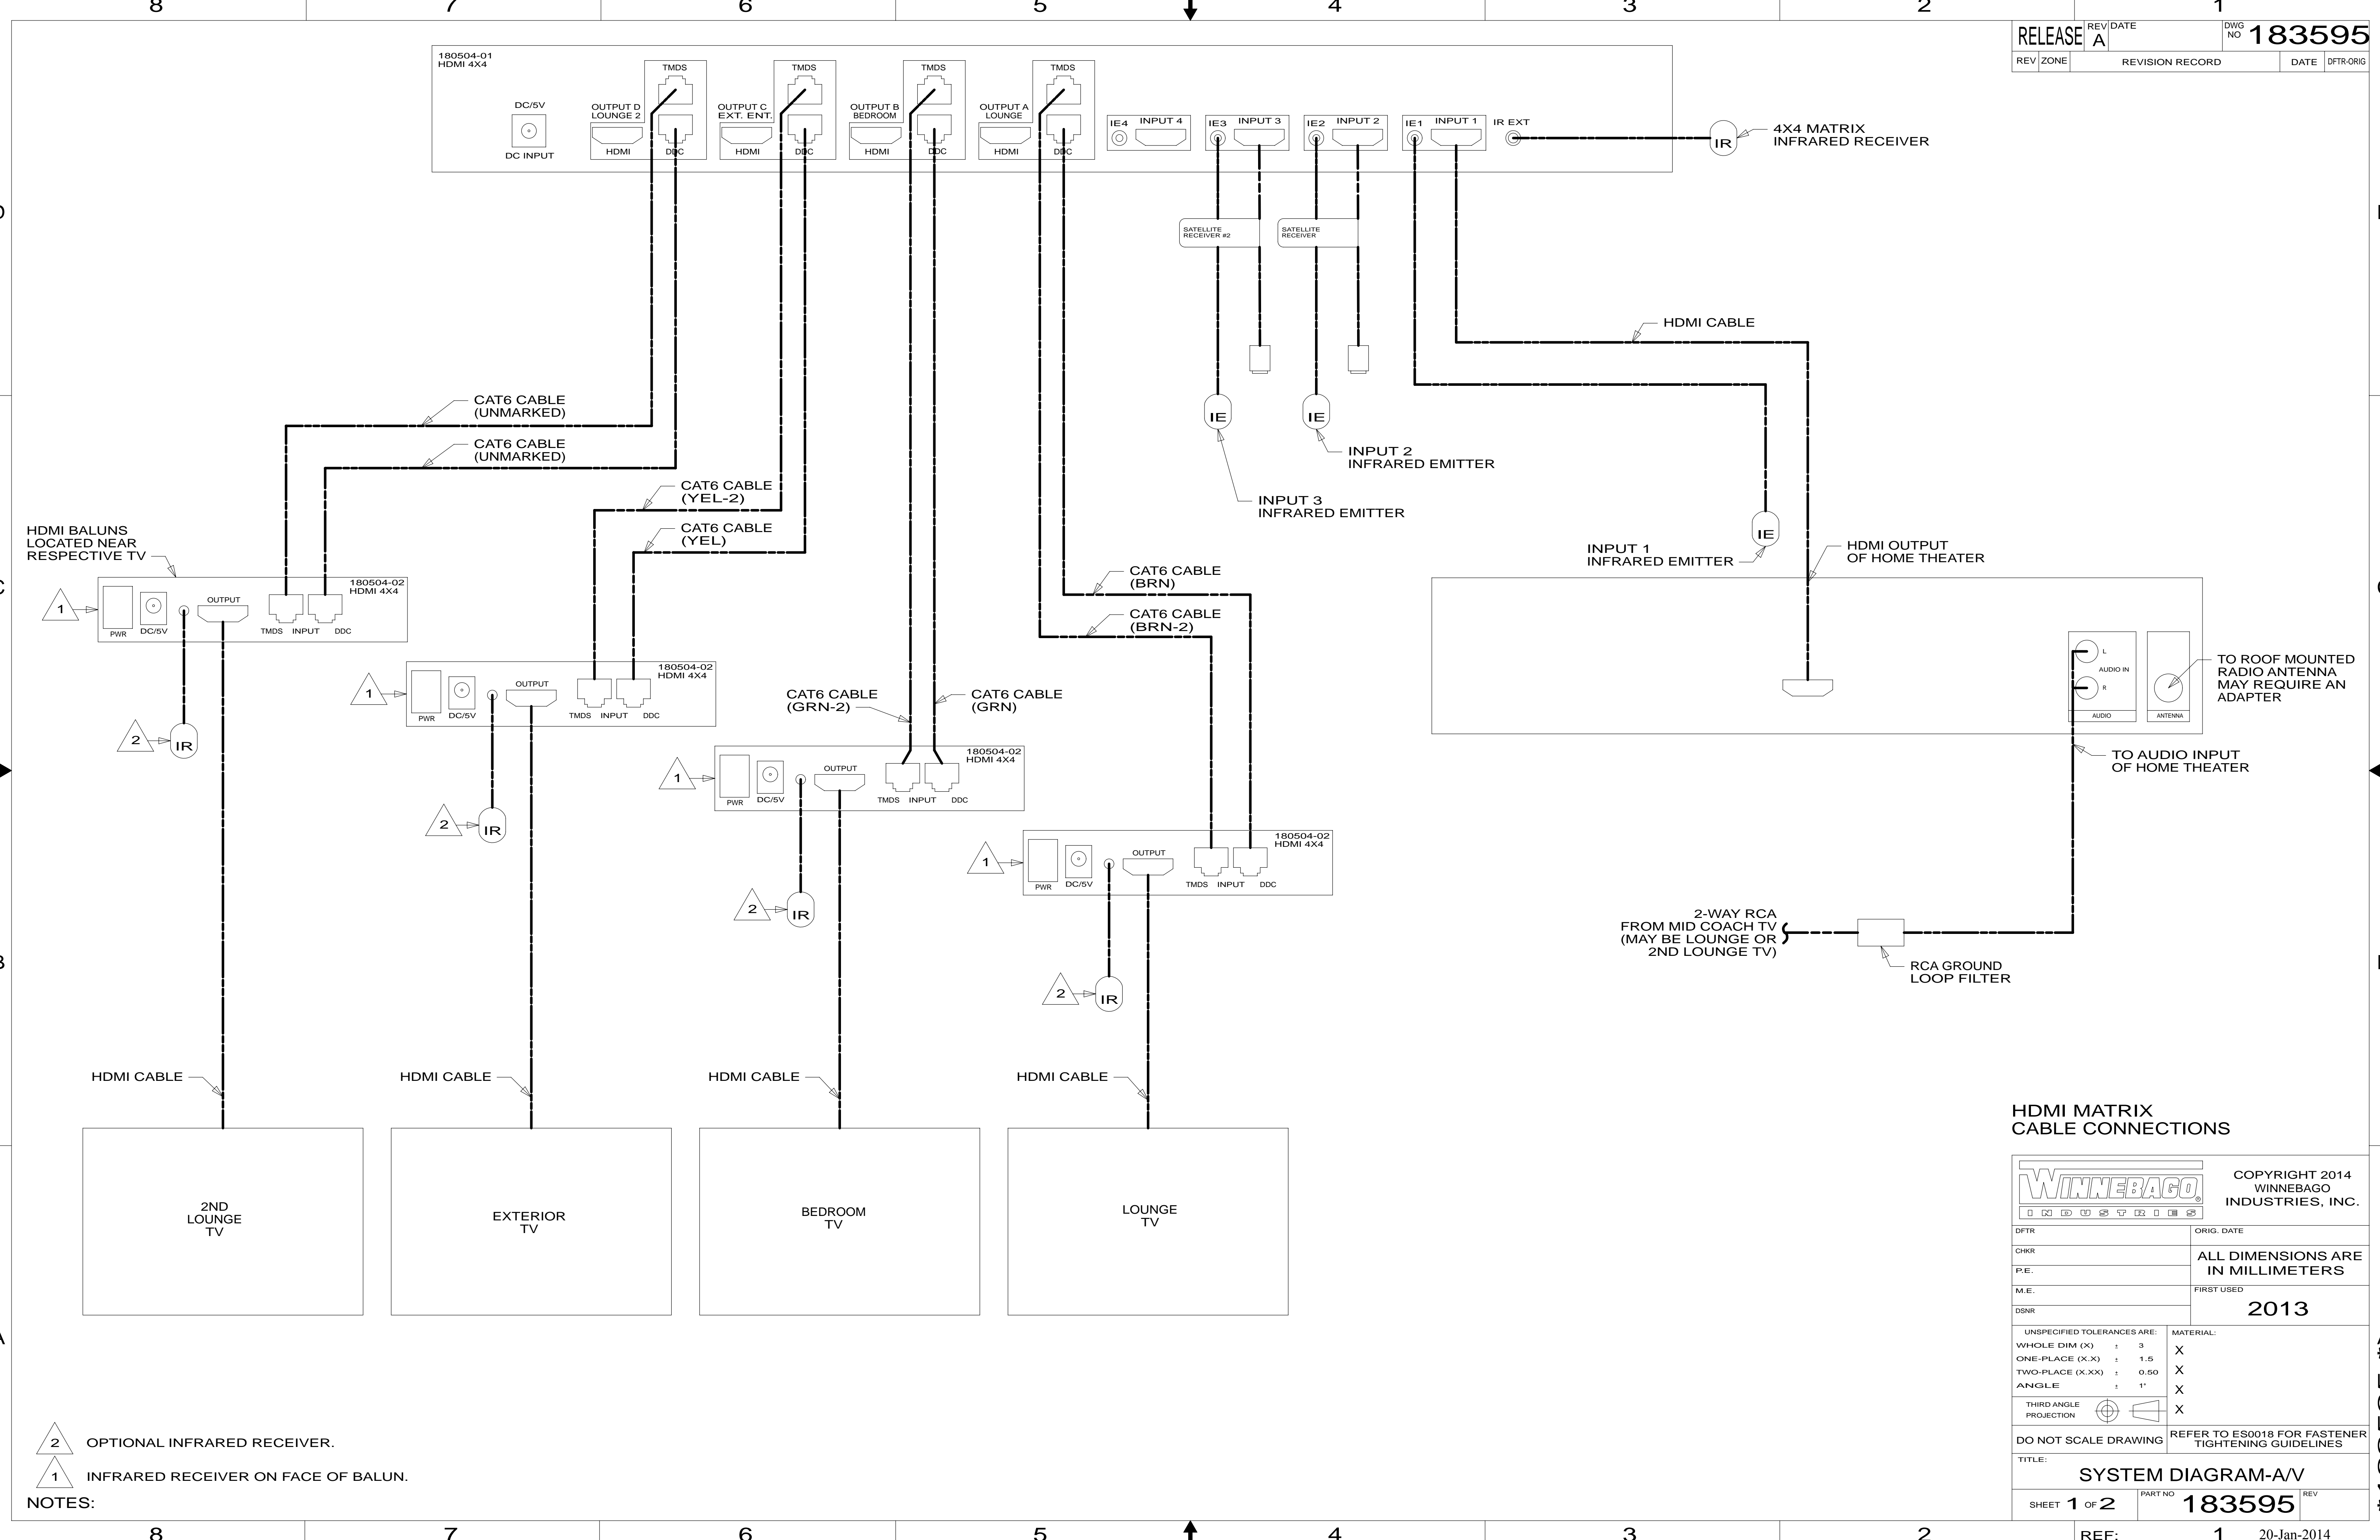 8 7 6 5 4 3 2 1
RELEASE
REV
A
DATE
DWG
NO
183595
REV ZONE REVISION RECORD DATE DFTR-ORIG
180504-01
HDMI 4X4
DC/5V
DC INPUT
OUTPUT D
LOUNGE 2
TMDS
HDMI
DDC
OUTPUT C
EXT. ENT.
TMDS
HDMI
DDC
OUTPUT B
BEDROOM
TMDS
HDMI
DDC
OUTPUT A
LOUNGE
TMDS
HDMI
DDC
IE4 INPUT 4
IE3 INPUT 3
IE2 INPUT 2
IE1 INPUT 1
IR EXT
IR
4X4 MATRIX
INFRARED RECEIVER
SATELLITE
RECEIVER #2
SATELLITE
RECEIVER
HDMI CABLE
CAT6 CABLE
(UNMARKED)
CAT6 CABLE
(UNMARKED)
CAT6 CABLE
(YEL-2)
CAT6 CABLE
(YEL)
IE
IE
INPUT 2
INFRARED EMITTER
INPUT 3
INFRARED EMITTER
IE
INPUT 1
INFRARED EMITTER
HDMI OUTPUT
OF HOME THEATER
HDMI BALUNS
LOCATED NEAR
RESPECTIVE TV
CAT6 CABLE
(BRN)
CAT6 CABLE
(BRN-2)
1
180504-02
HDMI 4X4
PWR
DC/5V
OUTPUT
TMDS INPUT DDC
2
IR
1
180504-02
HDMI 4X4
PWR
DC/5V
OUTPUT
TMDS INPUT DDC
2
IR
CAT6 CABLE
(GRN-2)
CAT6 CABLE
(GRN)
1
180504-02
HDMI 4X4
PWR
DC/5V
OUTPUT
TMDS INPUT DDC
2
IR
1
180504-02
HDMI 4X4
PWR
DC/5V
OUTPUT
TMDS INPUT DDC
2
IR
L
AUDIO IN
R
AUDIO
ANTENNA
TO ROOF MOUNTED
RADIO ANTENNA
MAY REQUIRE AN
ADAPTER
TO AUDIO INPUT
OF HOME THEATER
2-WAY RCA
FROM MID COACH TV
(MAY BE LOUNGE OR
2ND LOUNGE TV)
RCA GROUND
LOOP FILTER
HDMI CABLE
HDMI CABLE
HDMI CABLE
HDMI CABLE
2ND
LOUNGE
TV
EXTERIOR
TV
BEDROOM
TV
LOUNGE
TV
HDMI MATRIX
CABLE CONNECTIONS
WINNEBAGO®
INDUSTRIES
COPYRIGHT 2014
WINNEBAGO
INDUSTRIES, INC.
DFTR
ORIG. DATE
CHKR
ALL DIMENSIONS ARE
IN MILLIMETERS
P.E.
M.E.
FIRST USED
2013
DSNR
UNSPECIFIED TOLERANCES ARE:
WHOLE DIM (X) ± 3
ONE-PLACE (X.X) ± 1.5
TWO-PLACE (X.XX) ± 0.50
ANGLE ± 1°
MATERIAL:
X
X
X
X
THIRD ANGLE
PROJECTION
DO NOT SCALE DRAWING
REFER TO ES0018 FOR FASTENER
TIGHTENING GUIDELINES
TITLE:
SYSTEM DIAGRAM-A/V
SHEET 1 OF 2
PART NO
183595
REV
2 OPTIONAL INFRARED RECEIVER.
1 INFRARED RECEIVER ON FACE OF BALUN.
NOTES:
8 7 6 5 4 3 2 1
REF:
20-Jan-2014